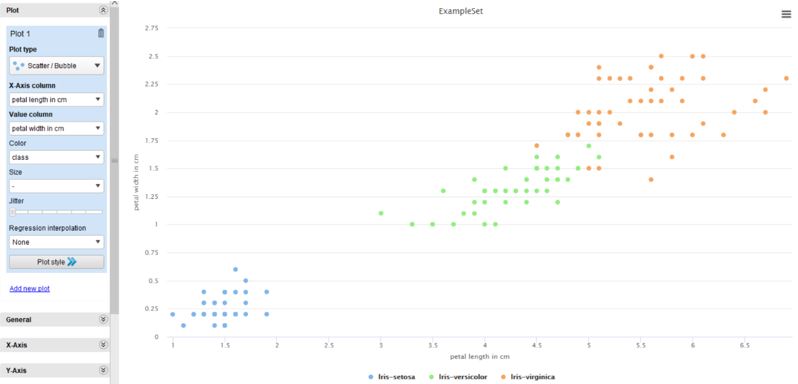 Plot
Plot 1
Plot type
Scatter / Bubble
X-Axis column
petal length in cm
Value column
petal width in cm
Color
class
Size
-
Jitter
Regression interpolation
None
Plot style
Add new plot
General
X-Axis
Y-Axis
ExampleSet
2.75
2.5
2.25
2
1.75
1.5
1.25
1
0.75
0.5
0.25
0
petal width in cm
1 1.5 2 2.5 3 3.5 4 4.5 5 5.5 6 6.5
petal length in cm
Iris-setosa Iris-versicolor Iris-virginica